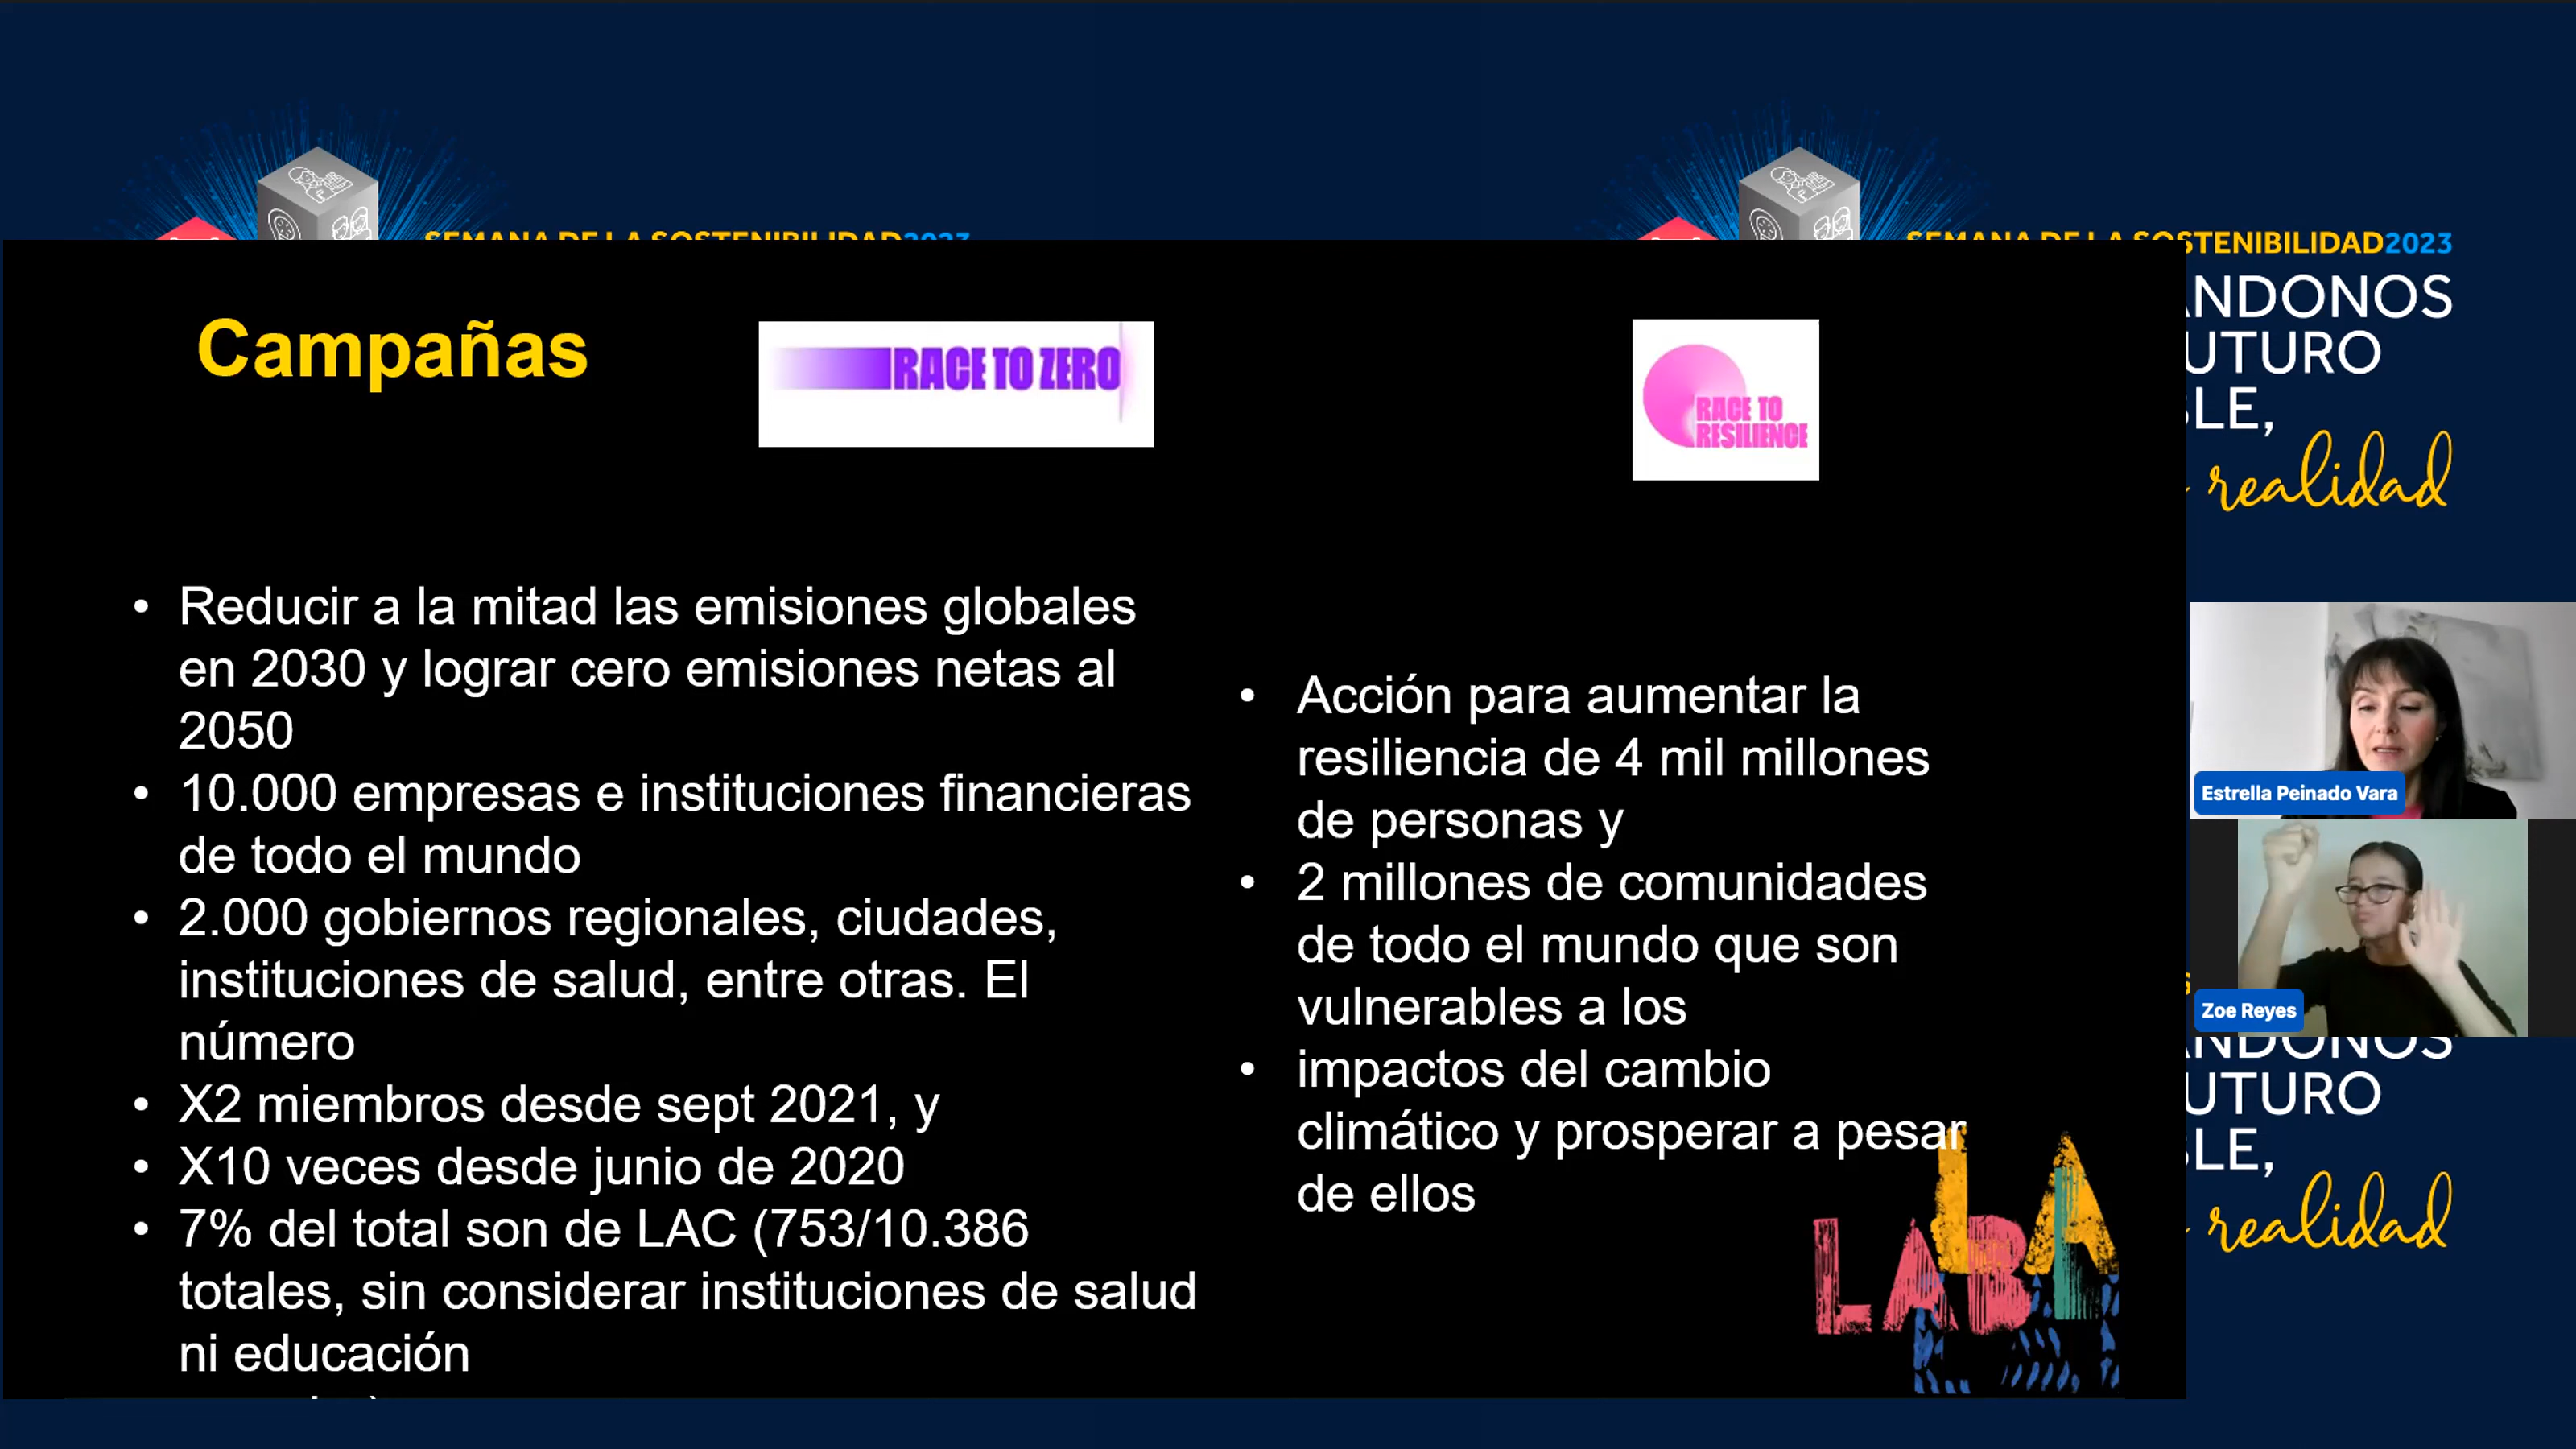 SEMANA DE LA SOSTENIBILIDAD2023
SEMANA DE LA SOSTENIBILIDAD2023
NDONOS
UTURO
LE,
realidad
Campañas
RACE TO ZERO
RACE TO
RESILIENCE
• Reducir a la mitad las emisiones globales
en 2030 y lograr cero emisiones netas al
2050
• 10.000 empresas e instituciones financieras
de todo el mundo
• 2.000 gobiernos regionales, ciudades,
instituciones de salud, entre otras. El
número
• X2 miembros desde sept 2021, y
• X10 veces desde junio de 2020
• 7% del total son de LAC (753/10.386
totales, sin considerar instituciones de salud
ni educación
• Acción para aumentar la
resiliencia de 4 mil millones
de personas y
• 2 millones de comunidades
de todo el mundo que son
vulnerables a los
• impactos del cambio
climático y prosperar a pesar
de ellos
LA
LAB
Estrella Peinado Vara
Zoe Reyes
NDONOS
UTURO
LE,
realidad